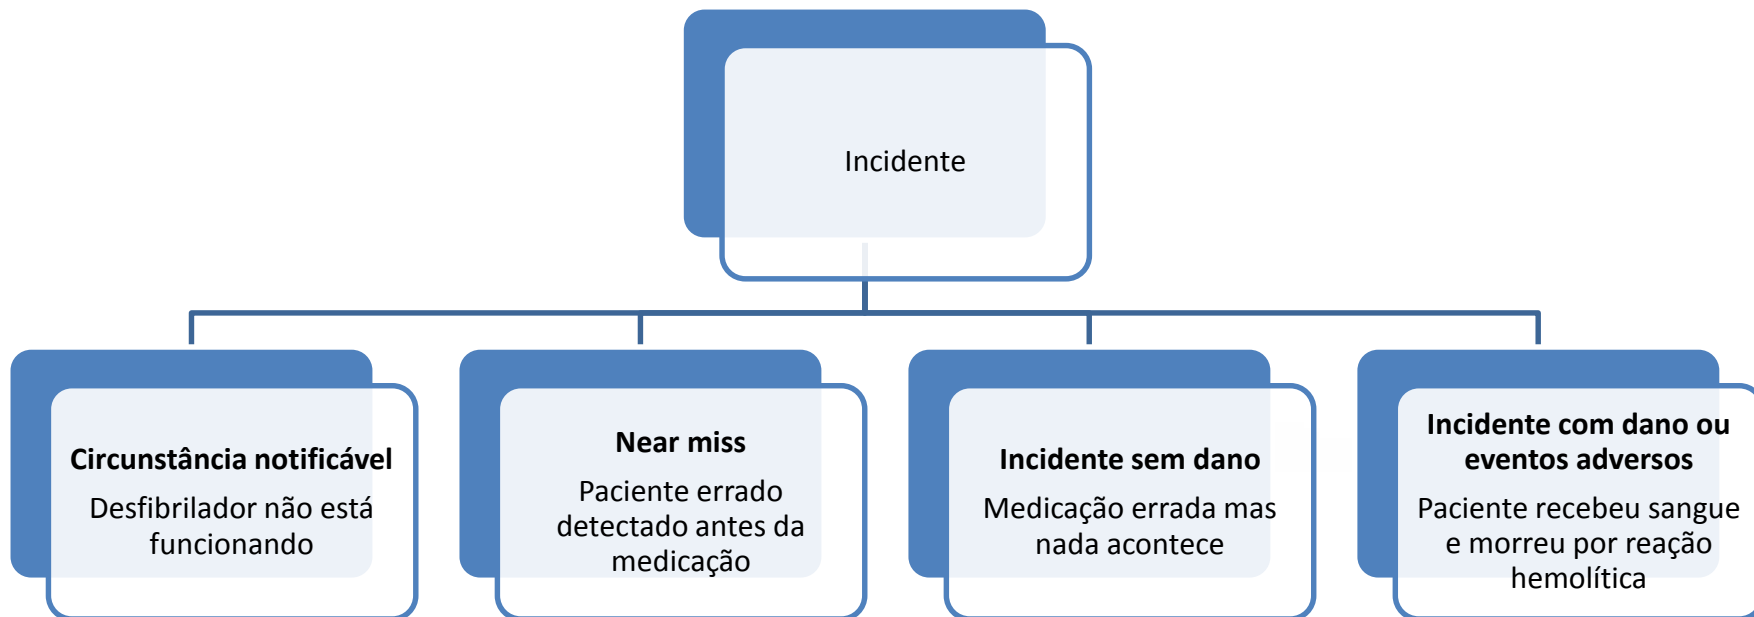 Incidente
Circunstância notificável
Desfibrilador não está
funcionando
Near miss
Paciente errado
detectado antes da
medicação
Incidente sem dano
Medicação errada mas
nada acontece
Incidente com dano ou
eventos adversos
Paciente recebeu sangue
e morreu por reação
hemolítica